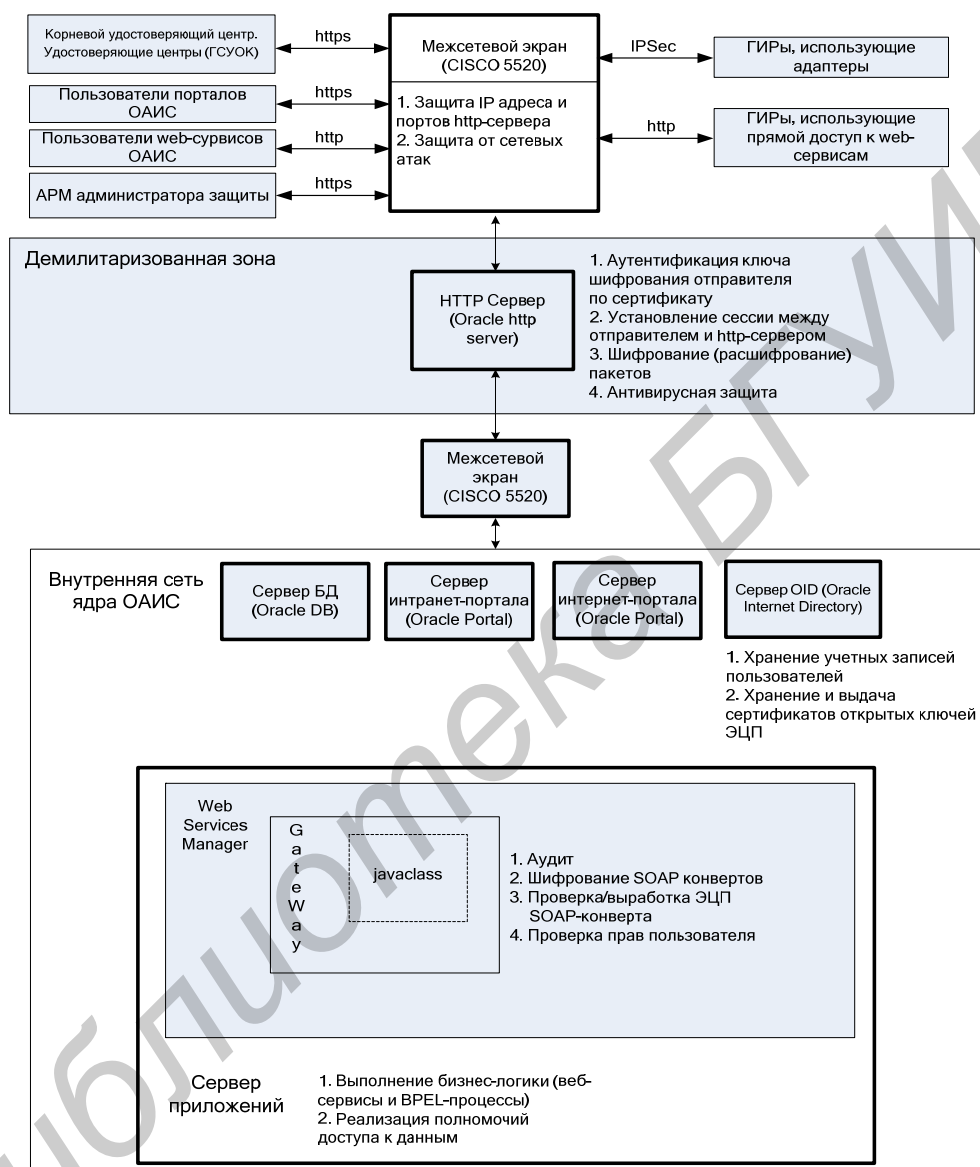 Корневой удостоверяющий центр.
Удостоверяющие центры (ГСУОК)
https
Пользователи порталов
ОАИС
https
Пользователи web-сурвисов
ОАИС
http
АРМ администратора защиты
https
Межсетевой экран
(CISCO 5520)
1. Защита IP адреса и
портов http-сервера
2. Защита от сетевых
атак
IPSec
ГИРы, использующие
адаптеры
http
ГИРы, использующие
прямой доступ к web-
сервисам
Демилитаризованная зона
HTTP Сервер
(Oracle http
server)
1. Аутентификация ключа
шифрования отправителя
по сертификату
2. Установление сессии между
отправителем и http-сервером
3. Шифрование (расшифрование)
пакетов
4. Антивирусная защита
Межсетевой
экран
(CISCO 5520)
Внутренняя сеть
ядра ОАИС
Сервер БД
(Oracle DB)
Сервер
интранет-портала
(Oracle Portal)
Сервер
интернет-портала
(Oracle Portal)
Сервер OID (Oracle
Internet Directory)
1. Хранение учетных записей
пользователей
2. Хранение и выдача
сертификатов открытых ключей
ЭЦП
Web
Services
Manager
GateWay
javaclass
1. Аудит
2. Шифрование SOAP конвертов
3. Проверка/выработка ЭЦП
SOAP-конверта
4. Проверка прав пользователя
Сервер
приложений
1. Выполнение бизнес-логики (веб-
сервисы и BPEL-процессы)
2. Реализация полномочий
доступа к данным
библиотека БГУИ